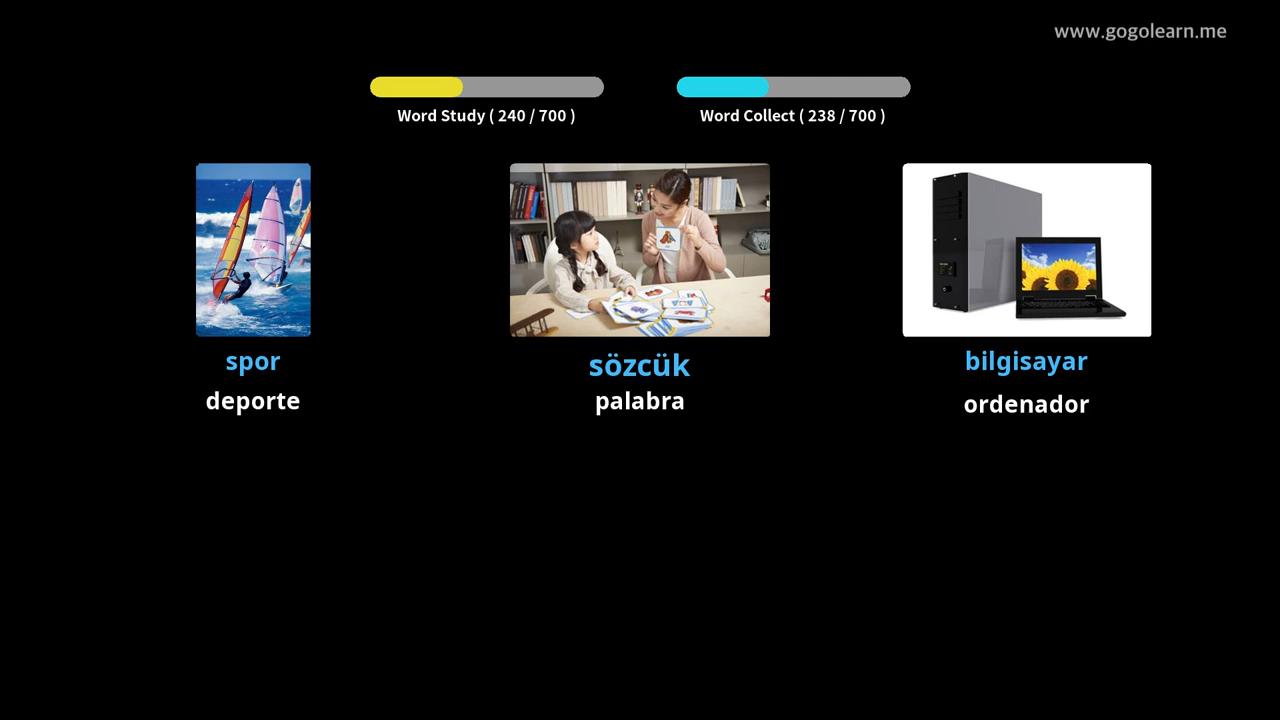 www.gogolearn.me
Word Study ( 240 / 700 )
Word Collect ( 238 / 700 )
spor
deporte
sözcük
palabra
bilgisayar
ordenador